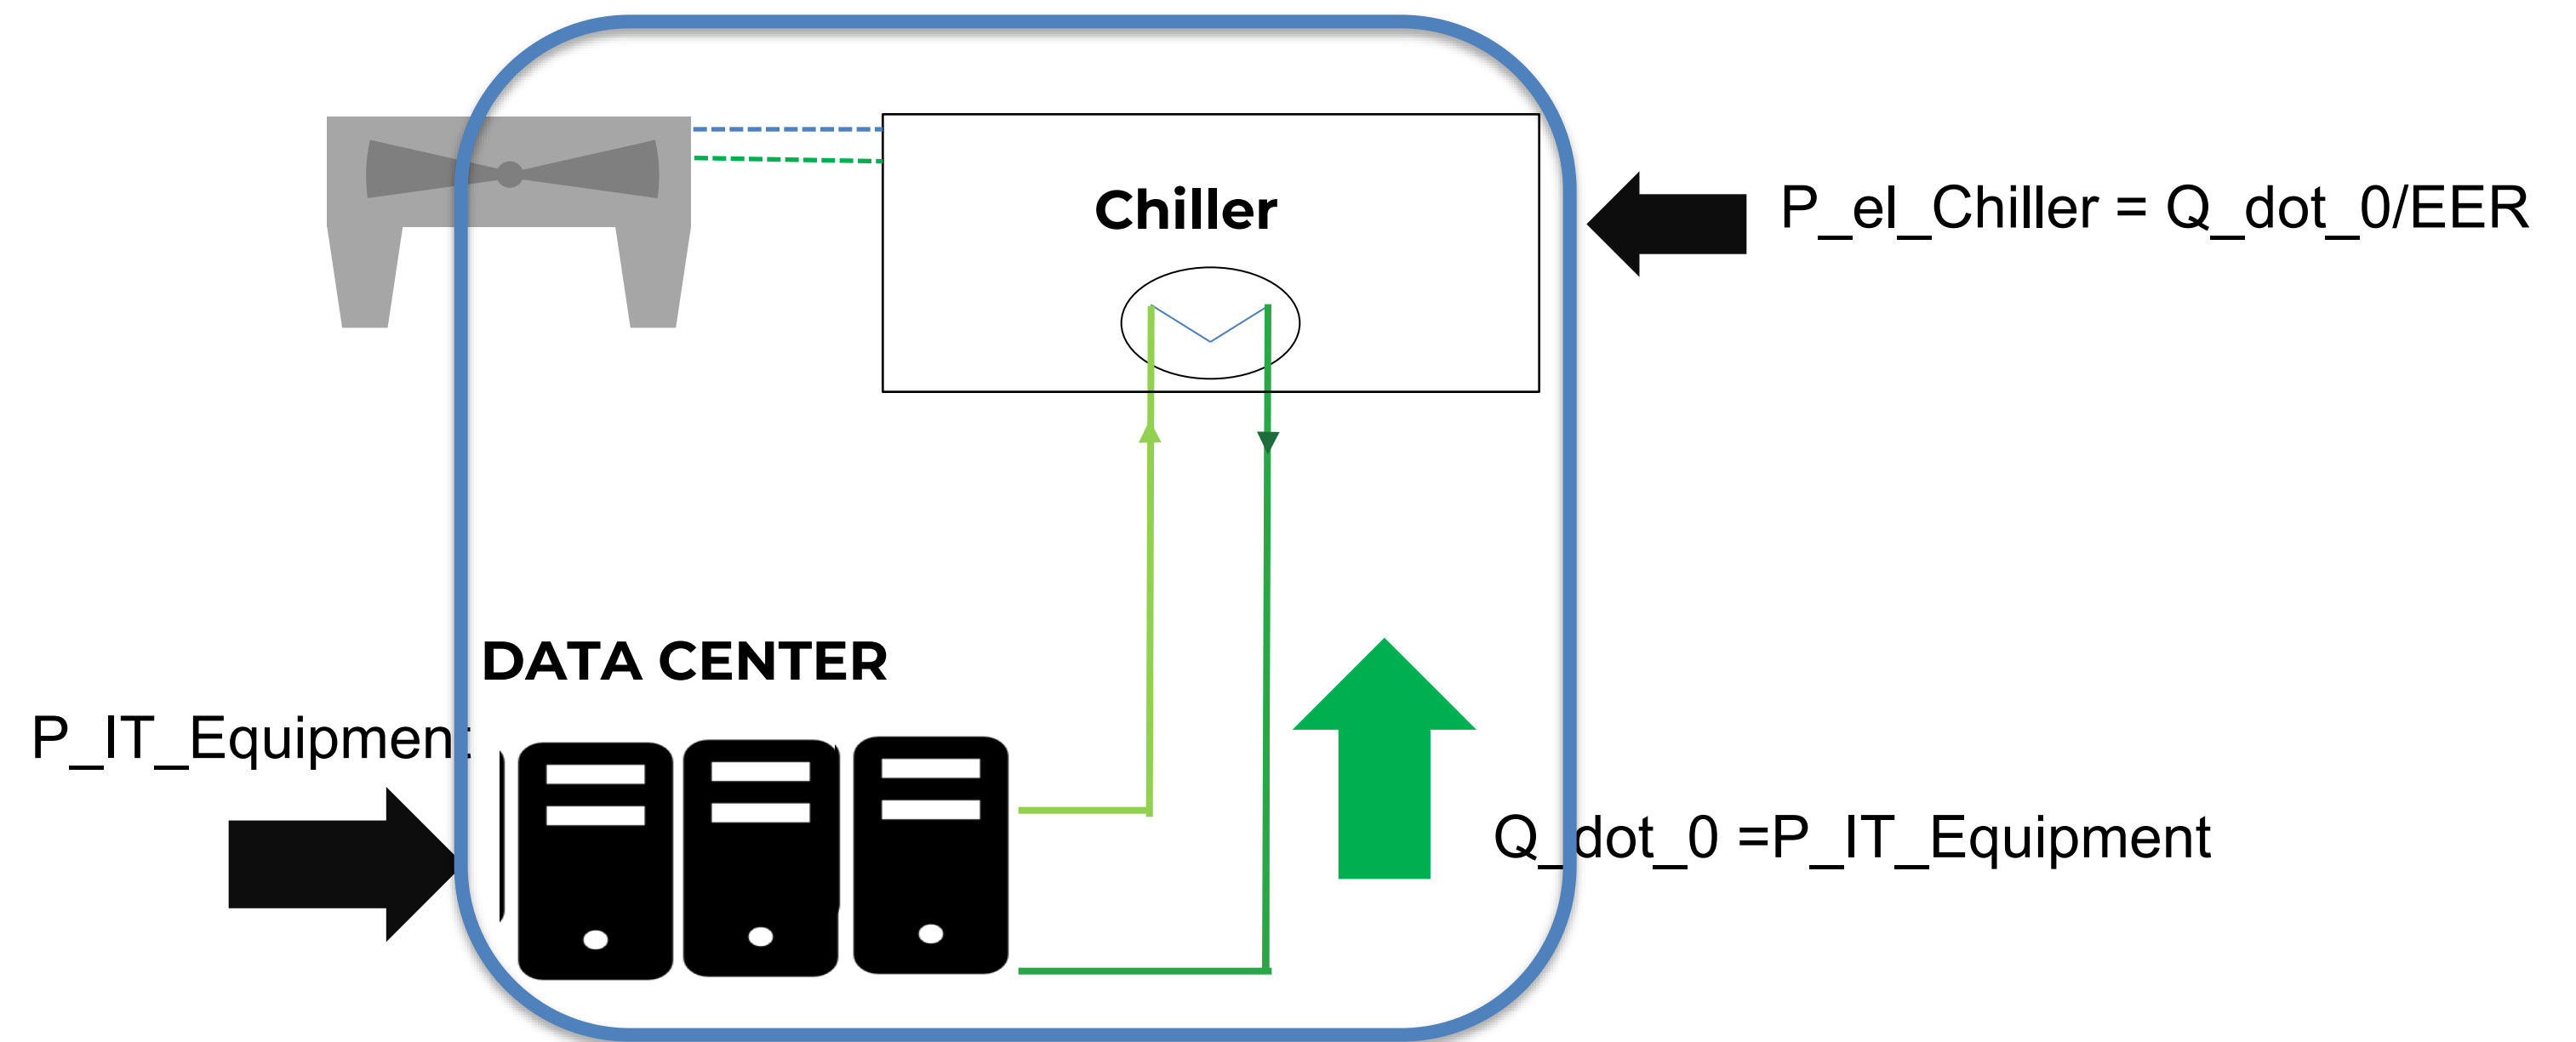 Chiller
P_el_Chiller = Q_dot_0/EER
DATA CENTER
P_IT_Equipment
Q_dot_0 =P_IT_Equipment